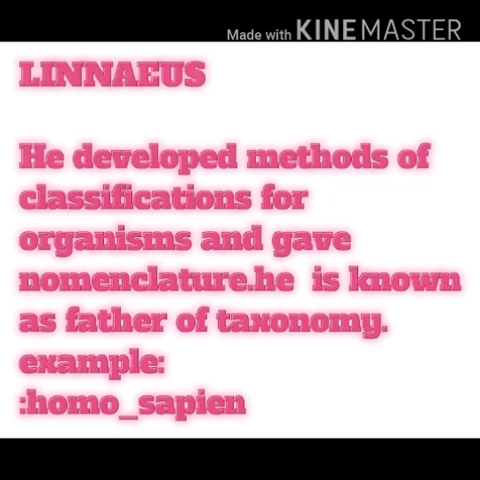 Made with KINEMASTER
LINNAEUS
He developed methods of
classifications for
organisms and gave
nomenclature.he is known
as father of taxonomy.
example:
:homo_sapien